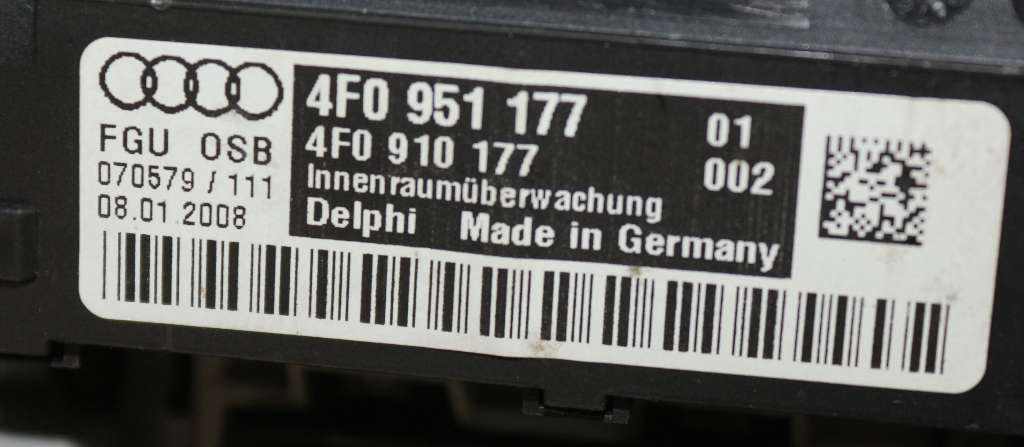 FGU OSB
070579 / 111
08.01.2008
4F0 951 177 01
4F0 910 177 002
Innenraumüberwachung
Delphi Made in Germany